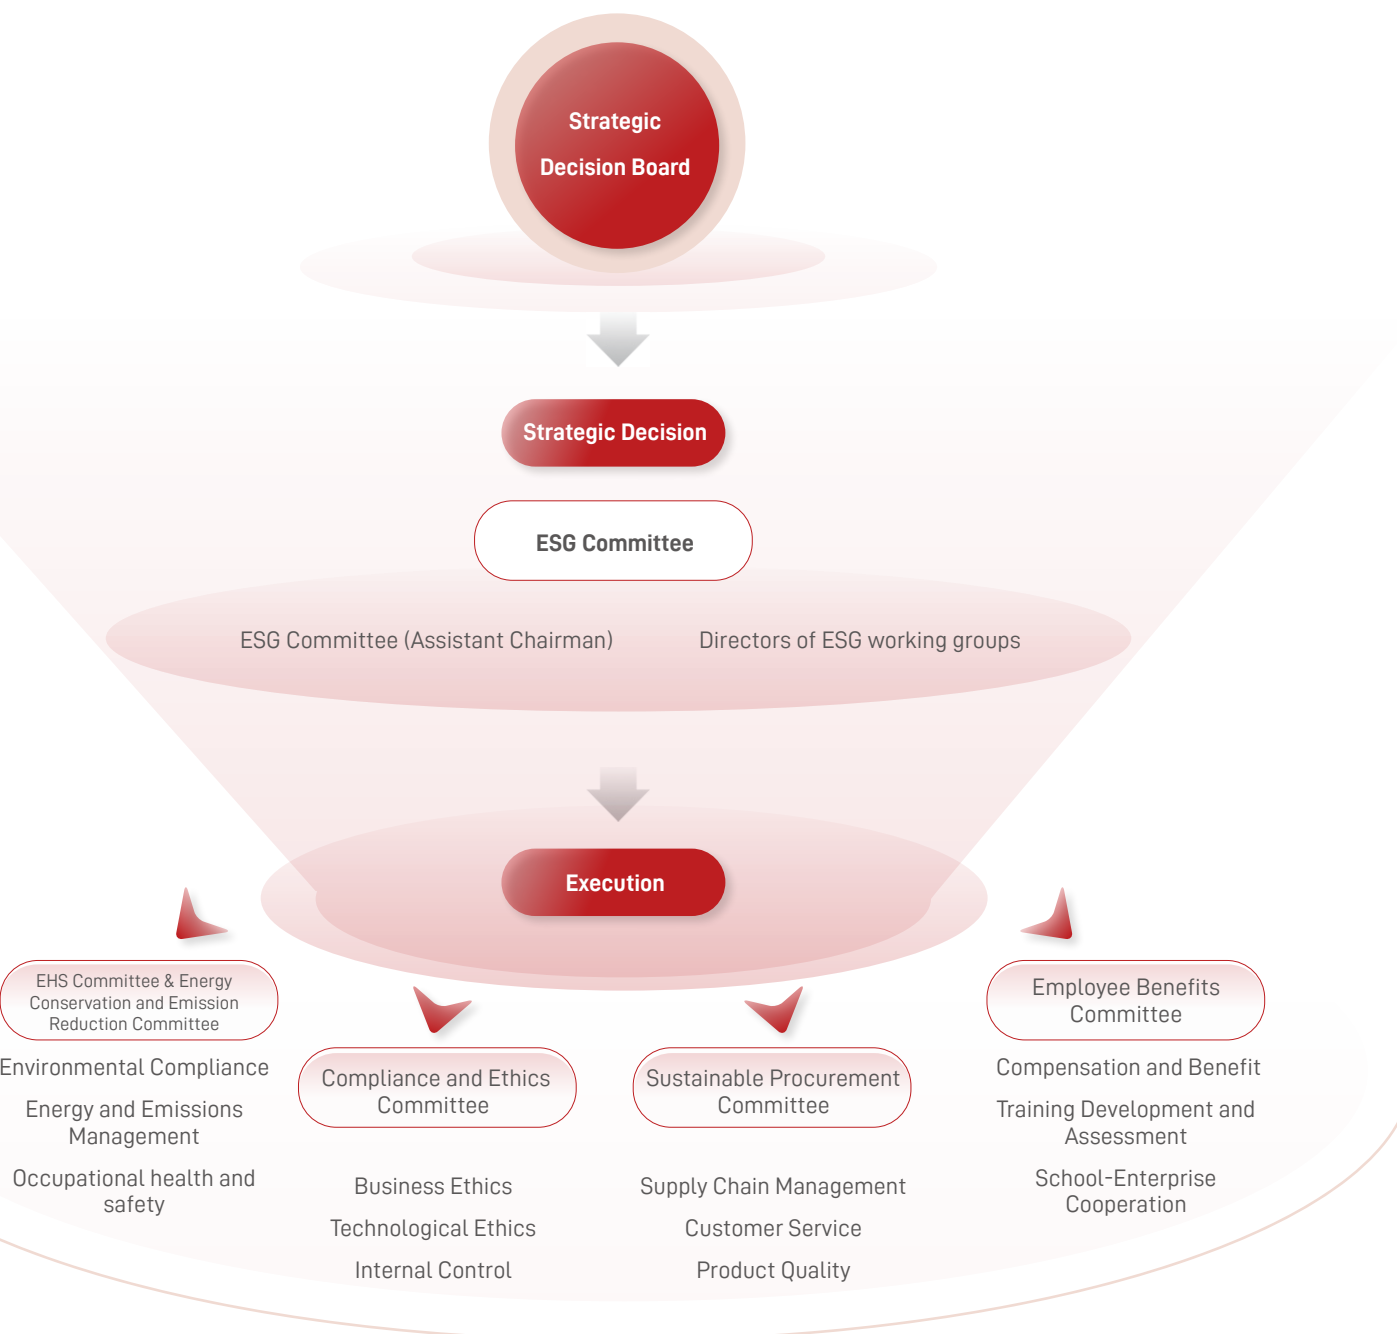 Strategic
Decision Board
Strategic Decision
ESG Committee
ESG Committee (Assistant Chairman)
Directors of ESG working groups
Execution
EHS Committee & Energy
Conservation and Emission
Reduction Committee
Environmental Compliance
Energy and Emissions
Management
Occupational health and
safety
Compliance and Ethics
Committee
Business Ethics
Technological Ethics
Internal Control
Sustainable Procurement
Committee
Supply Chain Management
Customer Service
Product Quality
Employee Benefits
Committee
Compensation and Benefit
Training Development and
Assessment
School-Enterprise
Cooperation